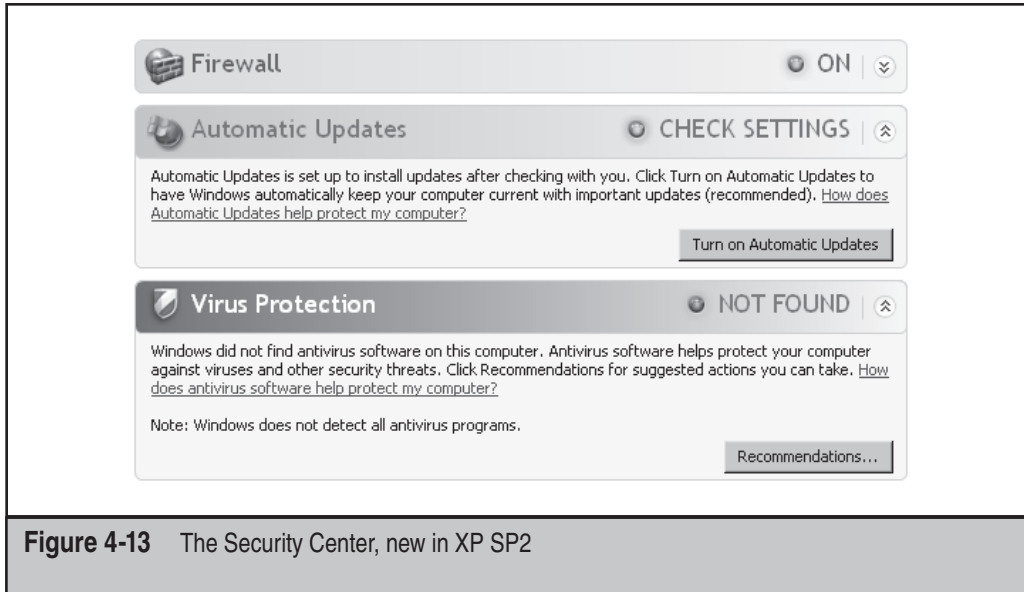 Firewall ON
Automatic Updates CHECK SETTINGS
Automatic Updates is set up to install updates after checking with you. Click Turn on Automatic Updates to
have Windows automatically keep your computer current with important updates (recommended). How does
Automatic Updates help protect my computer?
Turn on Automatic Updates
Virus Protection NOT FOUND
Windows did not find antivirus software on this computer. Antivirus software helps protect your computer
against viruses and other security threats. Click Recommendations for suggested actions you can take. How
does antivirus software help protect my computer?
Note: Windows does not detect all antivirus programs.
Recommendations...
Figure 4-13 The Security Center, new in XP SP2